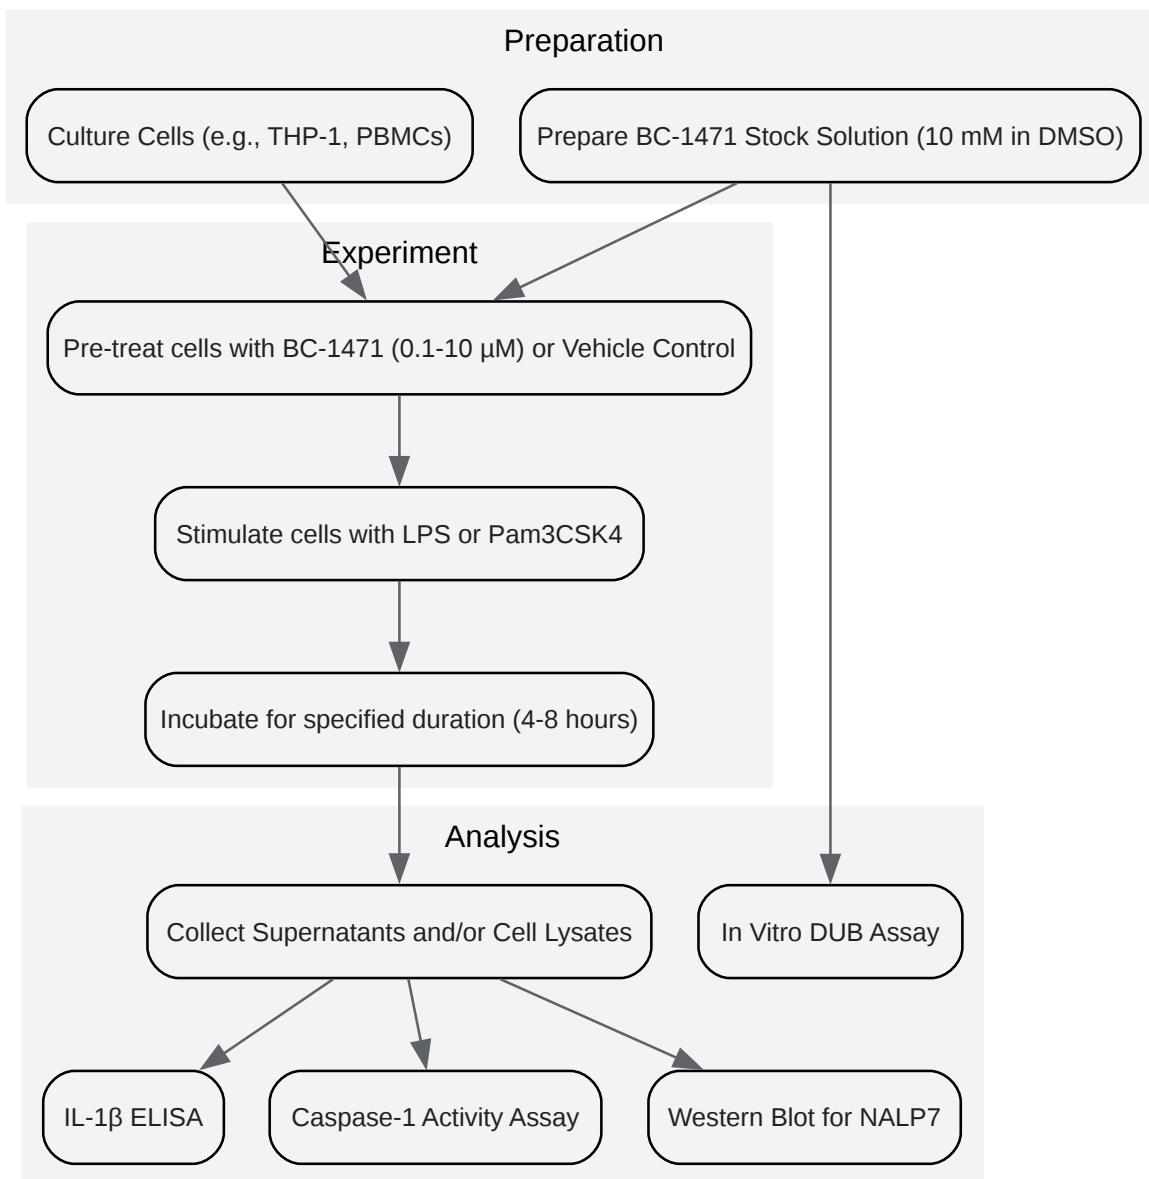 Preparation
Culture Cells (e.g., THP-1, PBMCs)
Prepare BC-1471 Stock Solution (10 mM in DMSO)
Experiment
Pre-treat cells with BC-1471 (0.1-10 µM) or Vehicle Control
Stimulate cells with LPS or Pam3CSK4
Incubate for specified duration (4-8 hours)
Analysis
Collect Supernatants and/or Cell Lysates
In Vitro DUB Assay
IL-1β ELISA
Caspase-1 Activity Assay
Western Blot for NALP7